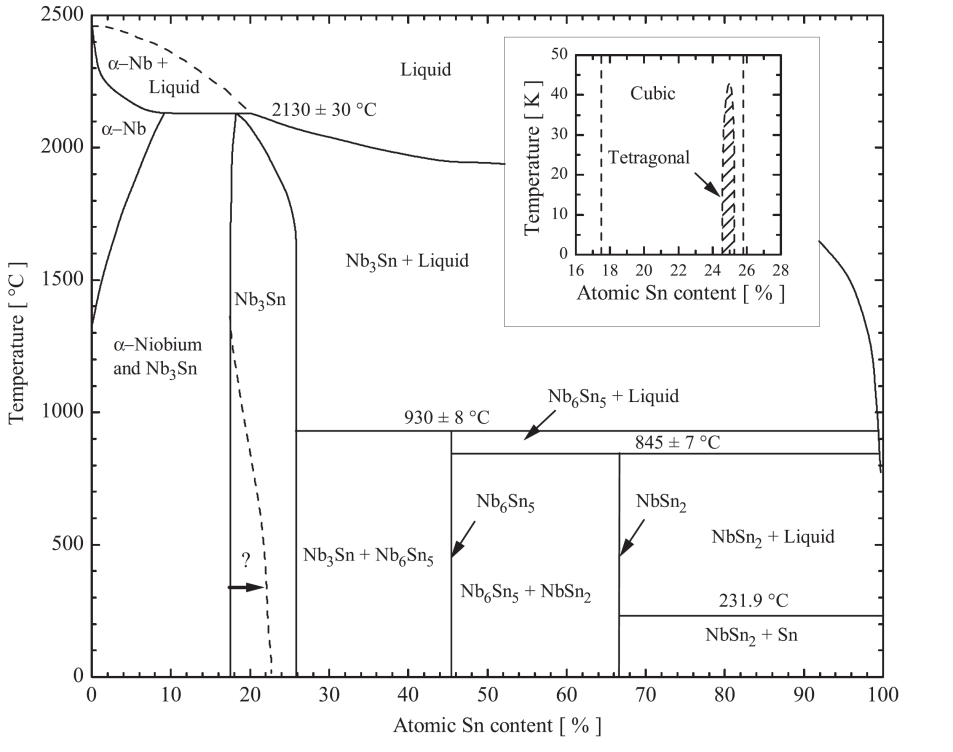 2500
2000
1500
1000
500
0
Temperature [ °C]
0
10
20
30
40
50
60
70
80
90
100
Atomic Sn content [ % ]
α−Nb +
Liquid
α−Nb
Liquid
2130 ± 30 °C
Nb₃Sn + Liquid
Nb₃Sn
α−Niobium
and Nb₃Sn
?
930 ± 8 °C
Nb₆Sn₅ + Liquid
845 ± 7 °C
Nb₆Sn₅
NbSn₂
Nb₃Sn + Nb₆Sn₅
Nb₆Sn₅ + NbSn₂
NbSn₂ + Liquid
231.9 °C
NbSn₂ + Sn
50
40
30
20
10
0
Temperature [ K]
Cubic
Tetragonal
16
18
20
22
24
26
28
Atomic Sn content [ % ]